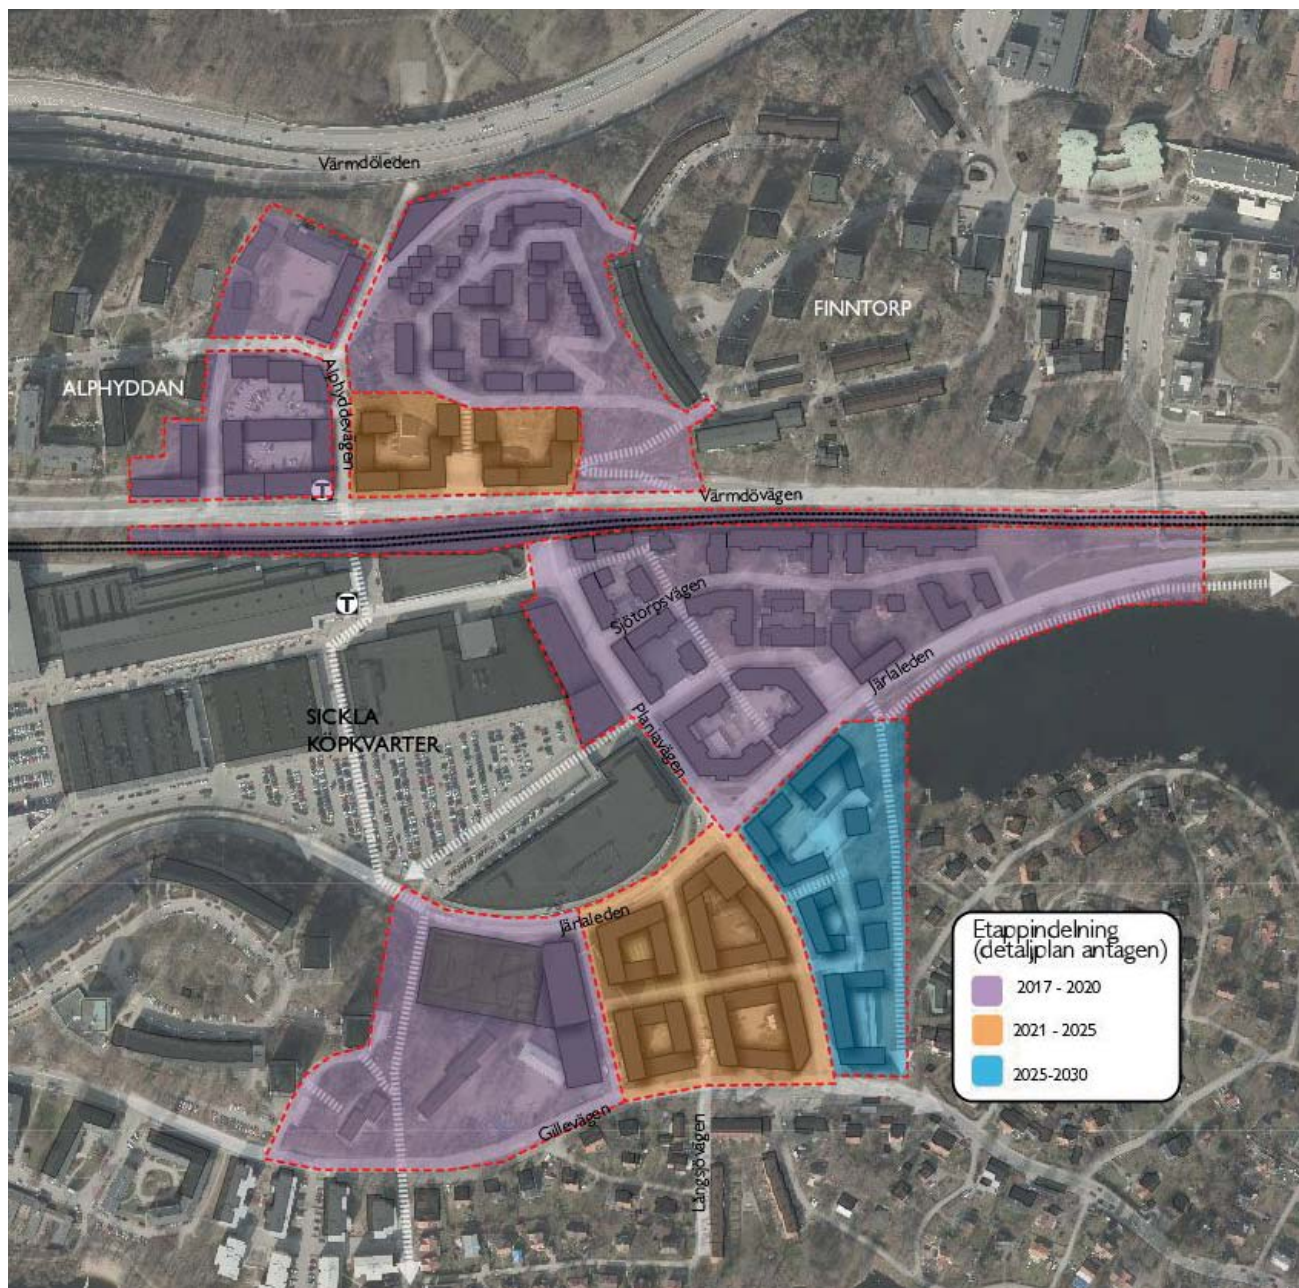 Värmdöleden
FINNTORP
ALPHYDDAN
Alphyddevägen
T
Värmdövägen
T
Sjötorpsvägen
Järlaleden
SICKLA
KÖPKVARTER
Planiavägen
Järlaleden
Etappindelning
(detaljplan antagen)
2017 - 2020
2021 - 2025
2025-2030
Gillevägen
Långsjövägen